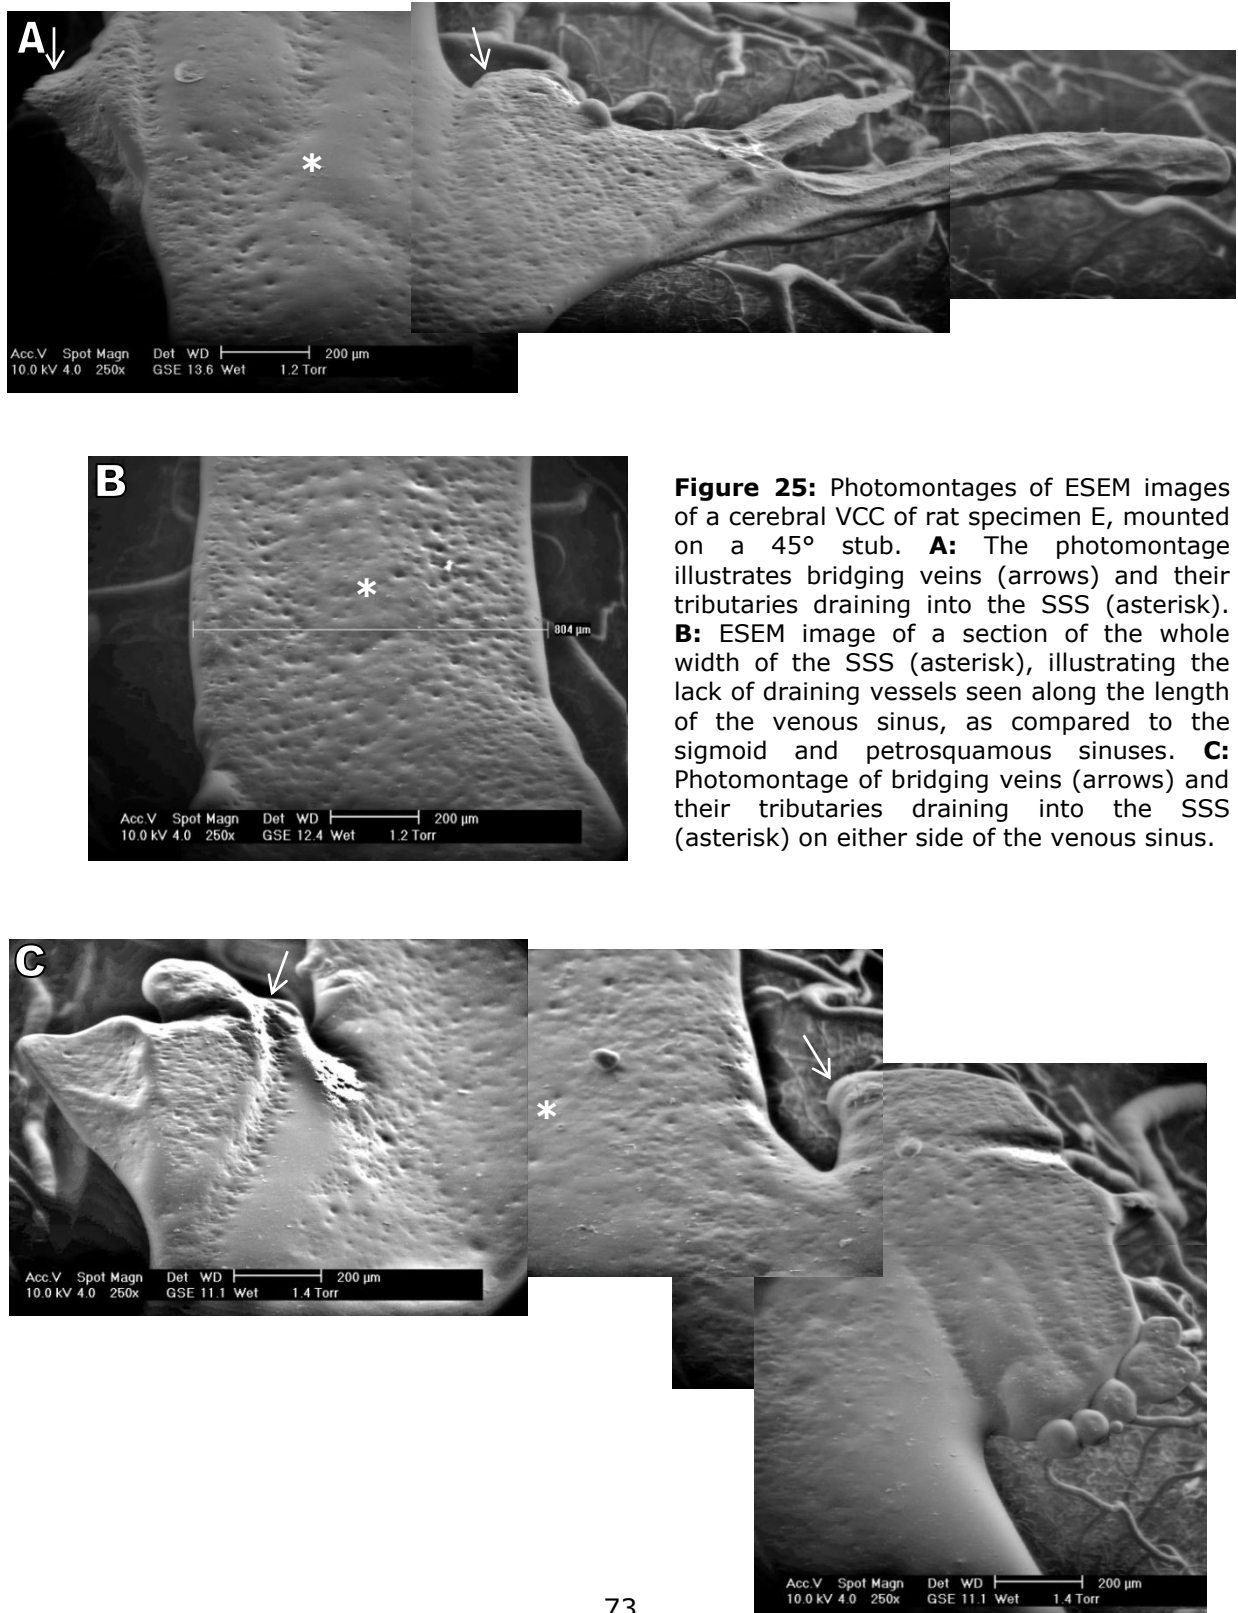 A
*
Acc.V Spot Magn Det WD 200 µm
10.0 kV 4.0 250x GSE 13.6 Wet 1.2 Torr
B
*
804 µm
Acc.V Spot Magn Det WD 200 µm
10.0 kV 4.0 250x GSE 12.4 Wet 1.2 Torr
Figure 25: Photomontages of ESEM images
of a cerebral VCC of rat specimen E, mounted
on a 45° stub. A: The photomontage
illustrates bridging veins (arrows) and their
tributaries draining into the SSS (asterisk).
B: ESEM image of a section of the whole
width of the SSS (asterisk), illustrating the
lack of draining vessels seen along the length
of the venous sinus, as compared to the
sigmoid and petrosquamous sinuses. C:
Photomontage of bridging veins (arrows) and
their tributaries draining into the SSS
(asterisk) on either side of the venous sinus.
C
*
Acc.V Spot Magn Det WD 200 µm
10.0 kV 4.0 250x GSE 11.1 Wet 1.4 Torr
Acc.V Spot Magn Det WD 200 µm
10.0 kV 4.0 250x GSE 11.1 Wet 1.4 Torr
73